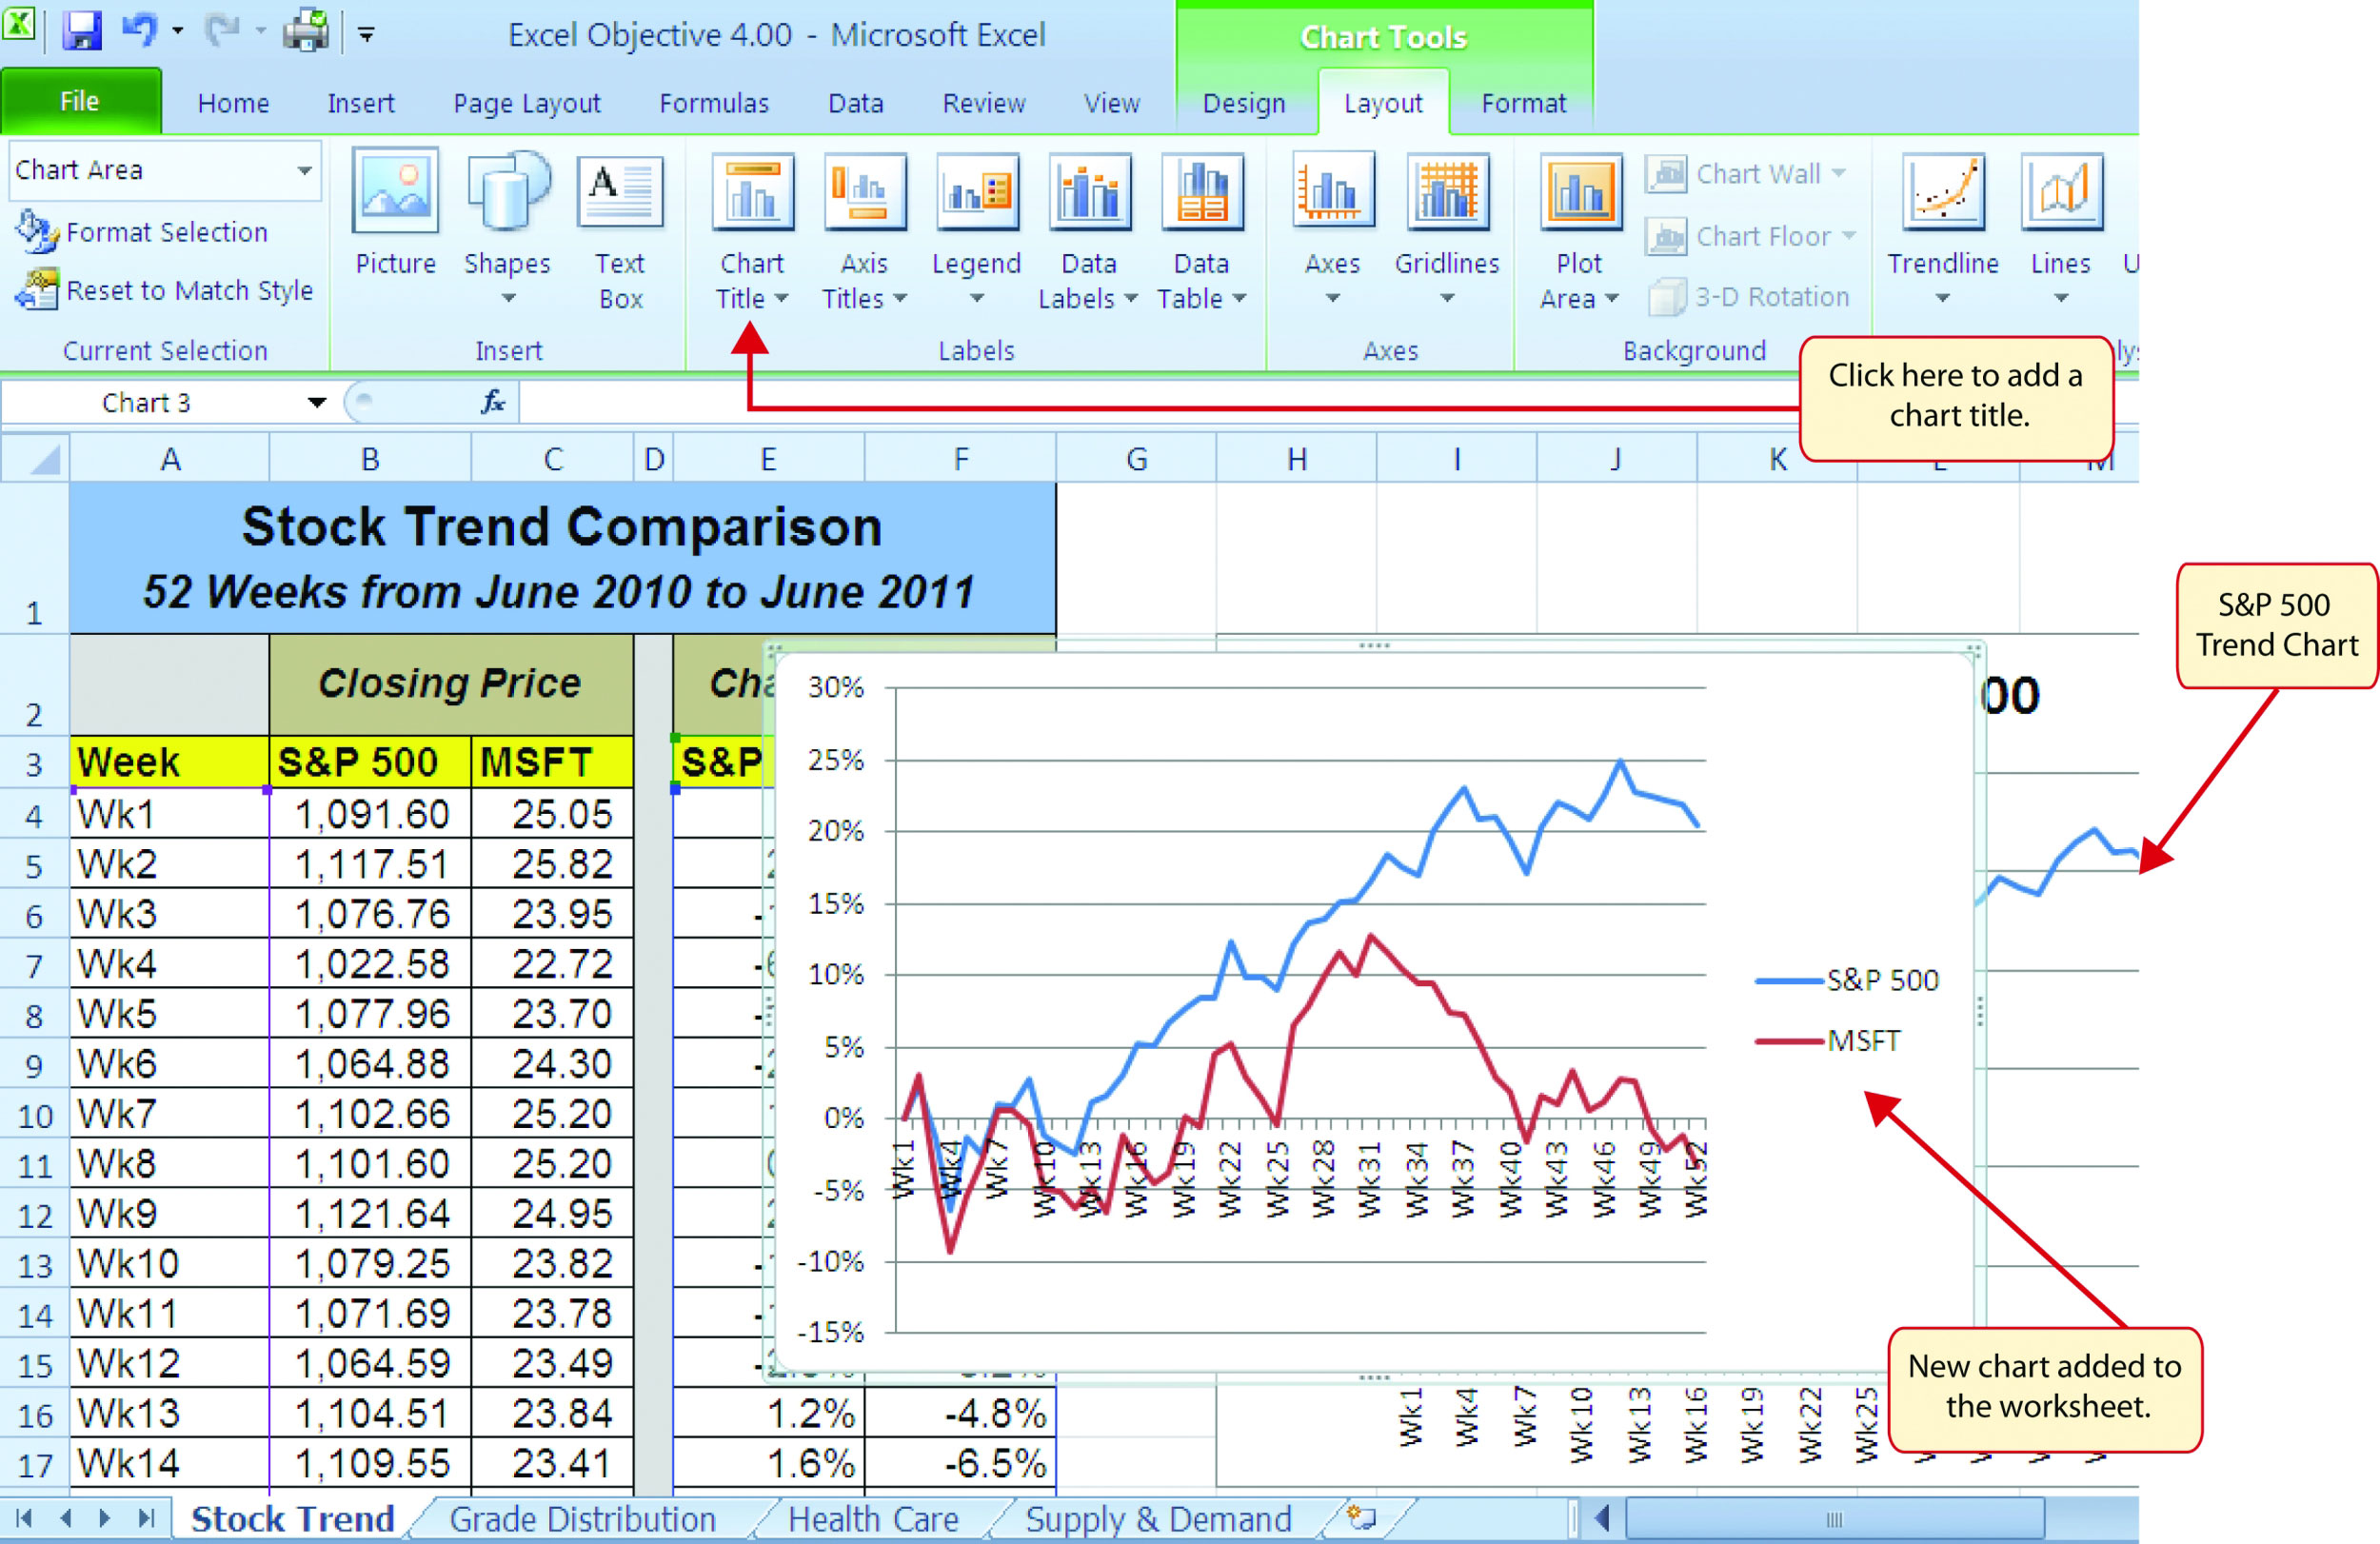 Excel Objective 4.00 - Microsoft Excel
Chart Tools
File Home Insert Page Layout Formulas Data Review View Design Layout Format
Chart Area
Format Selection
Reset to Match Style
Current Selection
Picture Shapes Text Box
Insert
Chart Title Axis Titles Legend Data Labels Data Table
Labels
Axes Gridlines
Axes
Plot Area
Chart Wall
Chart Floor
3-D Rotation
Background
Trendline Lines
Click here to add a
chart title.
Chart 3
fx
A B C D E F G H I J K
1
Stock Trend Comparison
52 Weeks from June 2010 to June 2011
2 Closing Price
3 Week S&P 500 MSFT S&P
4 Wk1 1,091.60 25.05
5 Wk2 1,117.51 25.82
6 Wk3 1,076.76 23.95
7 Wk4 1,022.58 22.72
8 Wk5 1,077.96 23.70
9 Wk6 1,064.88 24.30
10 Wk7 1,102.66 25.20
11 Wk8 1,101.60 25.20
12 Wk9 1,121.64 24.95
13 Wk10 1,079.25 23.82
14 Wk11 1,071.69 23.78
15 Wk12 1,064.59 23.49
16 Wk13 1,104.51 23.84 1.2% -4.8%
17 Wk14 1,109.55 23.41 1.6% -6.5%
30%
25%
20%
15%
10%
5%
0%
-5%
-10%
-15%
Wk1 Wk4 Wk7 Wk10 Wk13 Wk16 Wk19 Wk22 Wk25 Wk28 Wk31 Wk34 Wk37 Wk40 Wk43 Wk46 Wk49 Wk52
S&P 500
MSFT
00
S&P 500
Trend Chart
New chart added to
the worksheet.
Wk1 Wk4 Wk7 Wk10 Wk13 Wk16 Wk19 Wk22 Wk25
Stock Trend Grade Distribution Health Care Supply & Demand